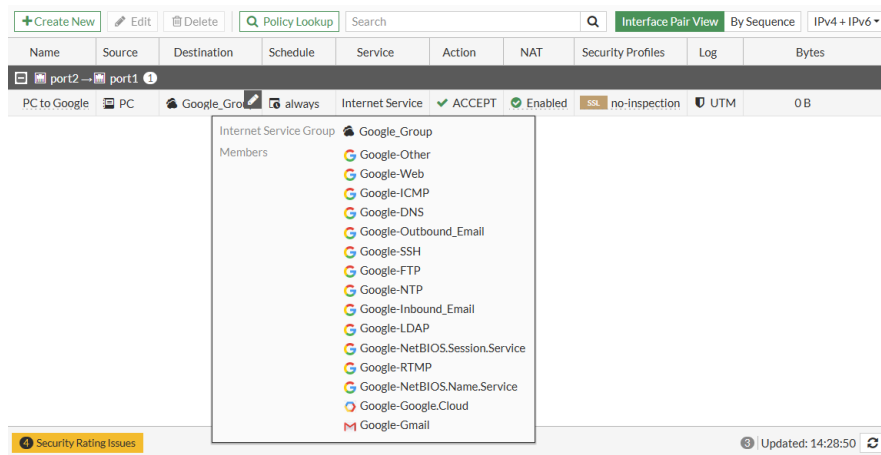 Create New Edit Delete Policy Lookup Search Interface Pair View By Sequence IPv4 + IPv6
Name Source Destination Schedule Service Action NAT Security Profiles Log Bytes
port2 → port1 1
PC to Google PC Google_Grou always Internet Service ACCEPT Enabled SSL no-inspection UTM 0 B
Internet Service Group Google_Group
Members Google-Other
Google-Web
Google-ICMP
Google-DNS
Google-Outbound_Email
Google-SSH
Google-FTP
Google-NTP
Google-Inbound_Email
Google-LDAP
Google-NetBIOS.Session.Service
Google-RTMP
Google-NetBIOS.Name.Service
Google-Google.Cloud
Google-Gmail
4 Security Rating Issues 3 Updated: 14:28:50